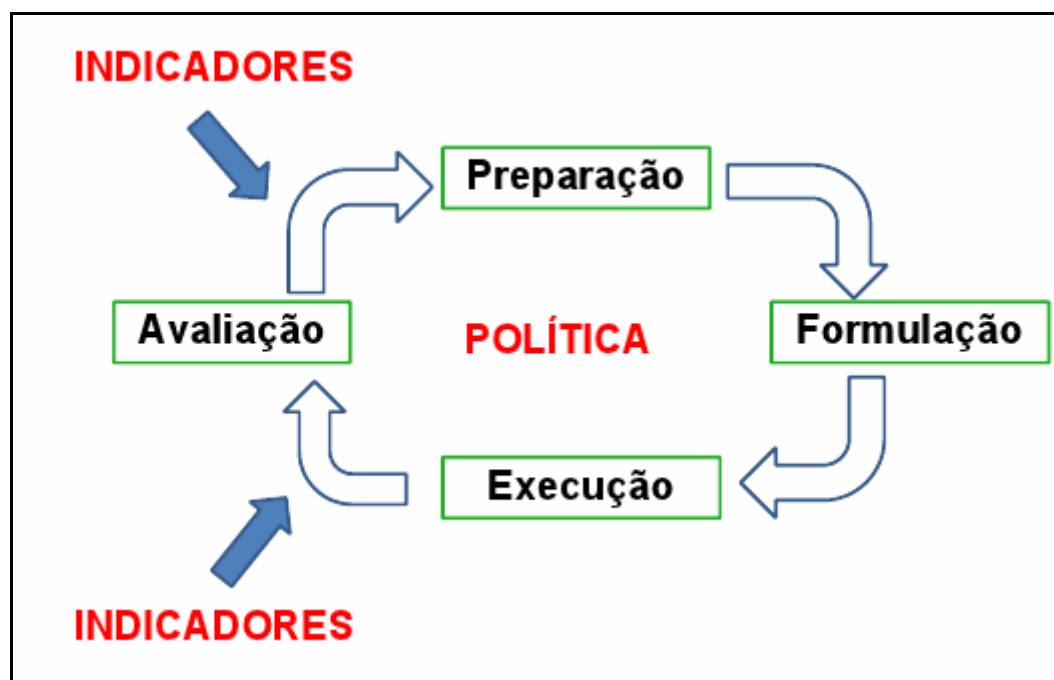 INDICADORES
Preparação
Avaliação
POLÍTICA
Formulação
Execução
INDICADORES